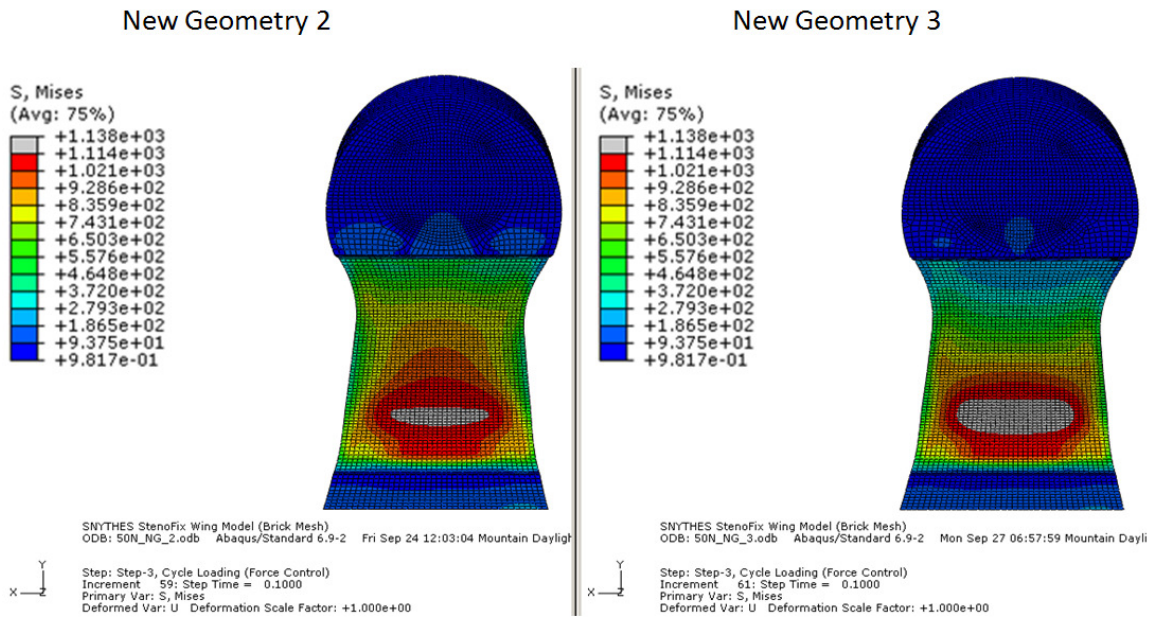 New Geometry 2
New Geometry 3
S, Mises
(Avg: 75%)
+1.138e+03
+1.114e+03
+1.021e+03
+9.286e+02
+8.359e+02
+7.431e+02
+6.503e+02
+5.576e+02
+4.648e+02
+3.720e+02
+2.793e+02
+1.865e+02
+9.375e+01
+9.817e-01
SNYTHES StenoFix Wing Model (Brick Mesh)
ODB: 50N_NG_2.odb Abaqus/Standard 6.9-2 Fri Sep 24 12:03:04 Mountain Dayligh
Step: Step-3, Cycle Loading (Force Control)
Increment 59: Step Time = 0.1000
Primary Var: S, Mises
Deformed Var: U Deformation Scale Factor: +1.000e+00
Y
X
Z
S, Mises
(Avg: 75%)
+1.138e+03
+1.114e+03
+1.021e+03
+9.286e+02
+8.359e+02
+7.431e+02
+6.503e+02
+5.576e+02
+4.648e+02
+3.720e+02
+2.793e+02
+1.865e+02
+9.375e+01
+9.817e-01
SNYTHES StenoFix Wing Model (Brick Mesh)
ODB: 50N_NG_3.odb Abaqus/Standard 6.9-2 Mon Sep 27 06:57:59 Mountain Dayli
Step: Step-3, Cycle Loading (Force Control)
Increment 61: Step Time = 0.1000
Primary Var: S, Mises
Deformed Var: U Deformation Scale Factor: +1.000e+00
Y
X
Z